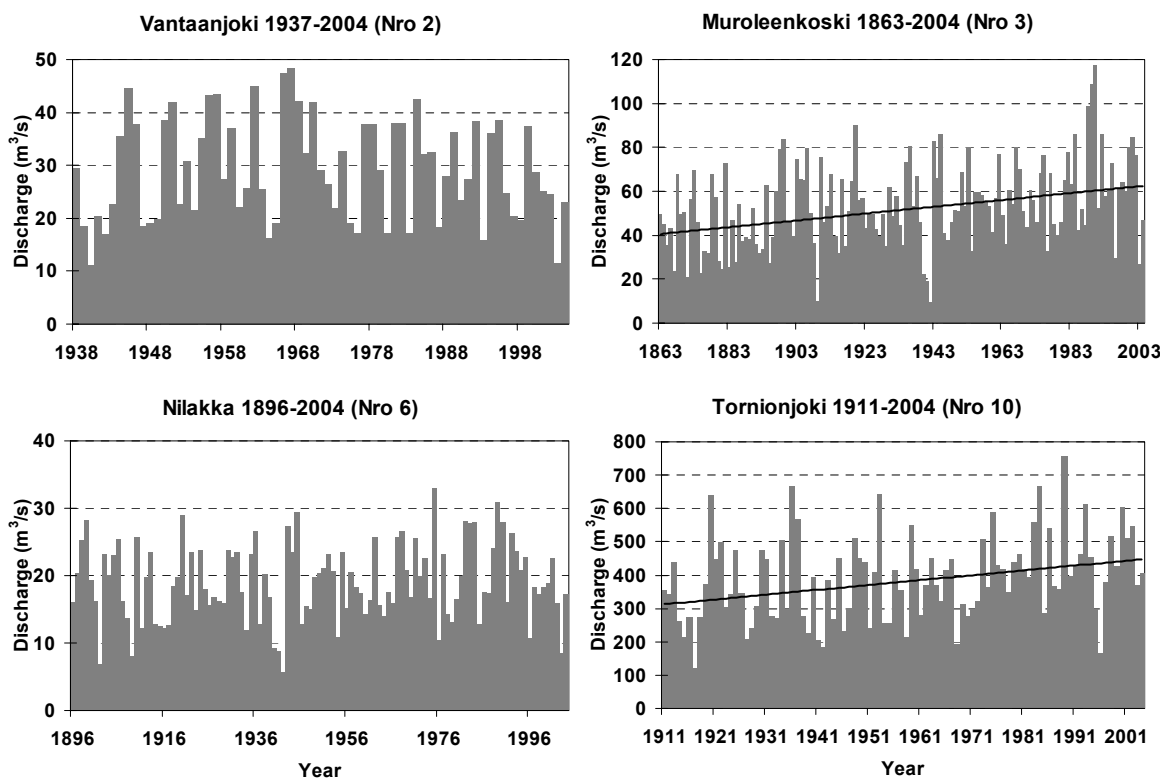 Vantaanjoki 1937-2004 (Nro 2)
Discharge (m³/s)
50
40
30
20
10
0
1938 1948 1958 1968 1978 1988 1998
Muroleenkoski 1863-2004 (Nro 3)
Discharge (m³/s)
120
100
80
60
40
20
0
1863 1883 1903 1923 1943 1963 1983 2003
Nilakka 1896-2004 (Nro 6)
Discharge (m³/s)
40
30
20
10
0
1896 1916 1936 1956 1976 1996
Year
Tornionjoki 1911-2004 (Nro 10)
Discharge (m³/s)
800
700
600
500
400
300
200
100
0
1911 1921 1931 1941 1951 1961 1971 1981 1991 2001
Year